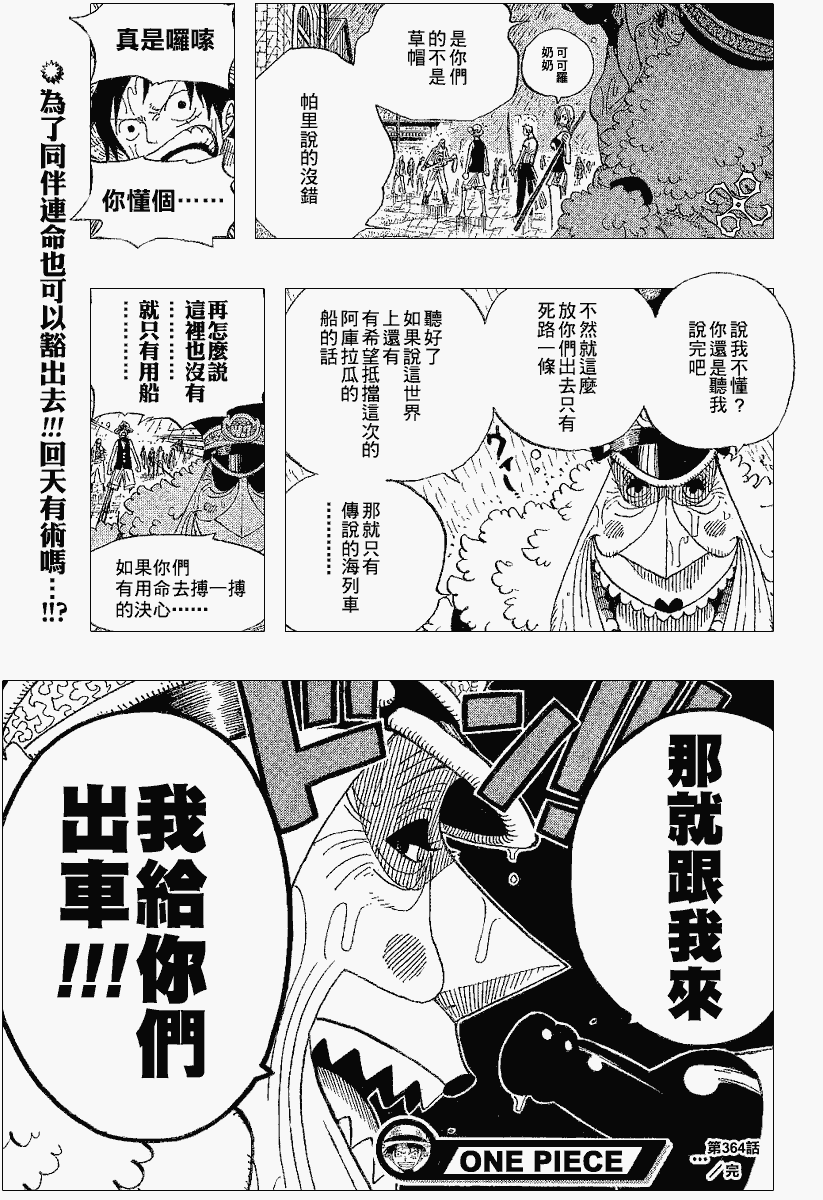 可可羅
奶奶
是你們
的不是
草帽
帕里說的沒錯
真是囉嗦
你懂個……
說我不懂？
你還是聽我
說完吧
不然就這麼
放你們出去只有
死路一條
聽好了
如果說這世界
上還有
有希望抵擋這次的
阿庫拉瓜的
船的話
ウィ〜
那就只有
傳說的海列車
…………
再怎麼說
這裡也沒有
…………
就只有用船
…………
如果你們
有用命去搏一搏
的決心……
為了同伴連命也可以豁出去!!!回天有術嗎…!!?
那就跟我來
ドン
我給你們
出車!!!
ONE PIECE
第364話
…／完